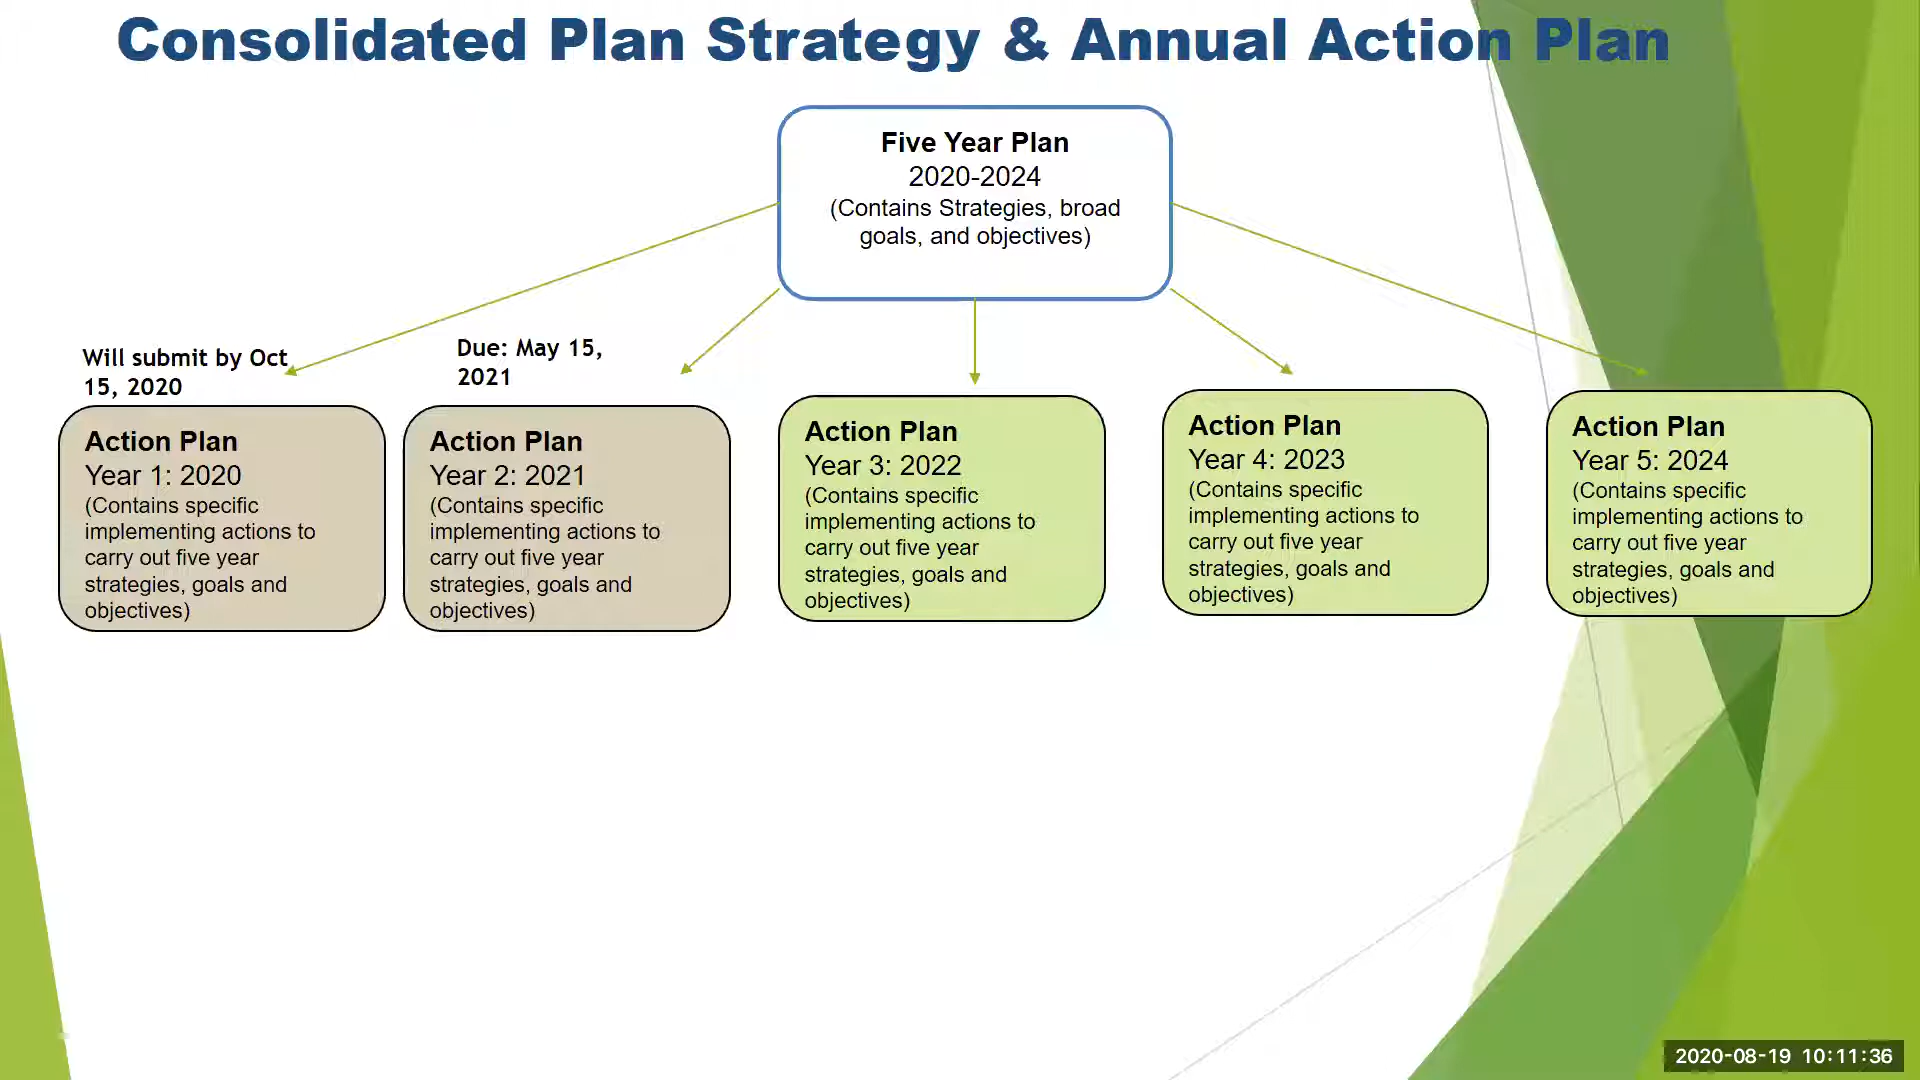 Consolidated Plan Strategy & Annual Action Plan
Five Year Plan
2020-2024
(Contains Strategies, broad
goals, and objectives)
Will submit by Oct
15, 2020
Due: May 15,
2021
Action Plan
Year 1: 2020
(Contains specific
implementing actions to
carry out five year
strategies, goals and
objectives)
Action Plan
Year 2: 2021
(Contains specific
implementing actions to
carry out five year
strategies, goals and
objectives)
Action Plan
Year 3: 2022
(Contains specific
implementing actions to
carry out five year
strategies, goals and
objectives)
Action Plan
Year 4: 2023
(Contains specific
implementing actions to
carry out five year
strategies, goals and
objectives)
Action Plan
Year 5: 2024
(Contains specific
implementing actions to
carry out five year
strategies, goals and
objectives)
2020-08-19 10:11:36